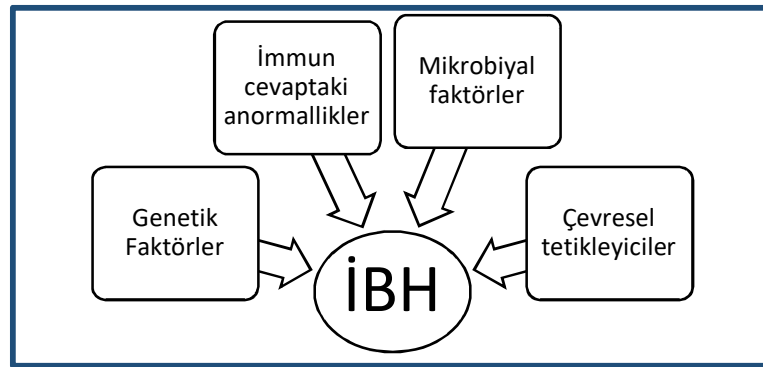 İmmun
cevaptaki
anormallikler
Mikrobiyal
faktörler
Genetik
Faktörler
Çevresel
tetikleyiciler
İBH